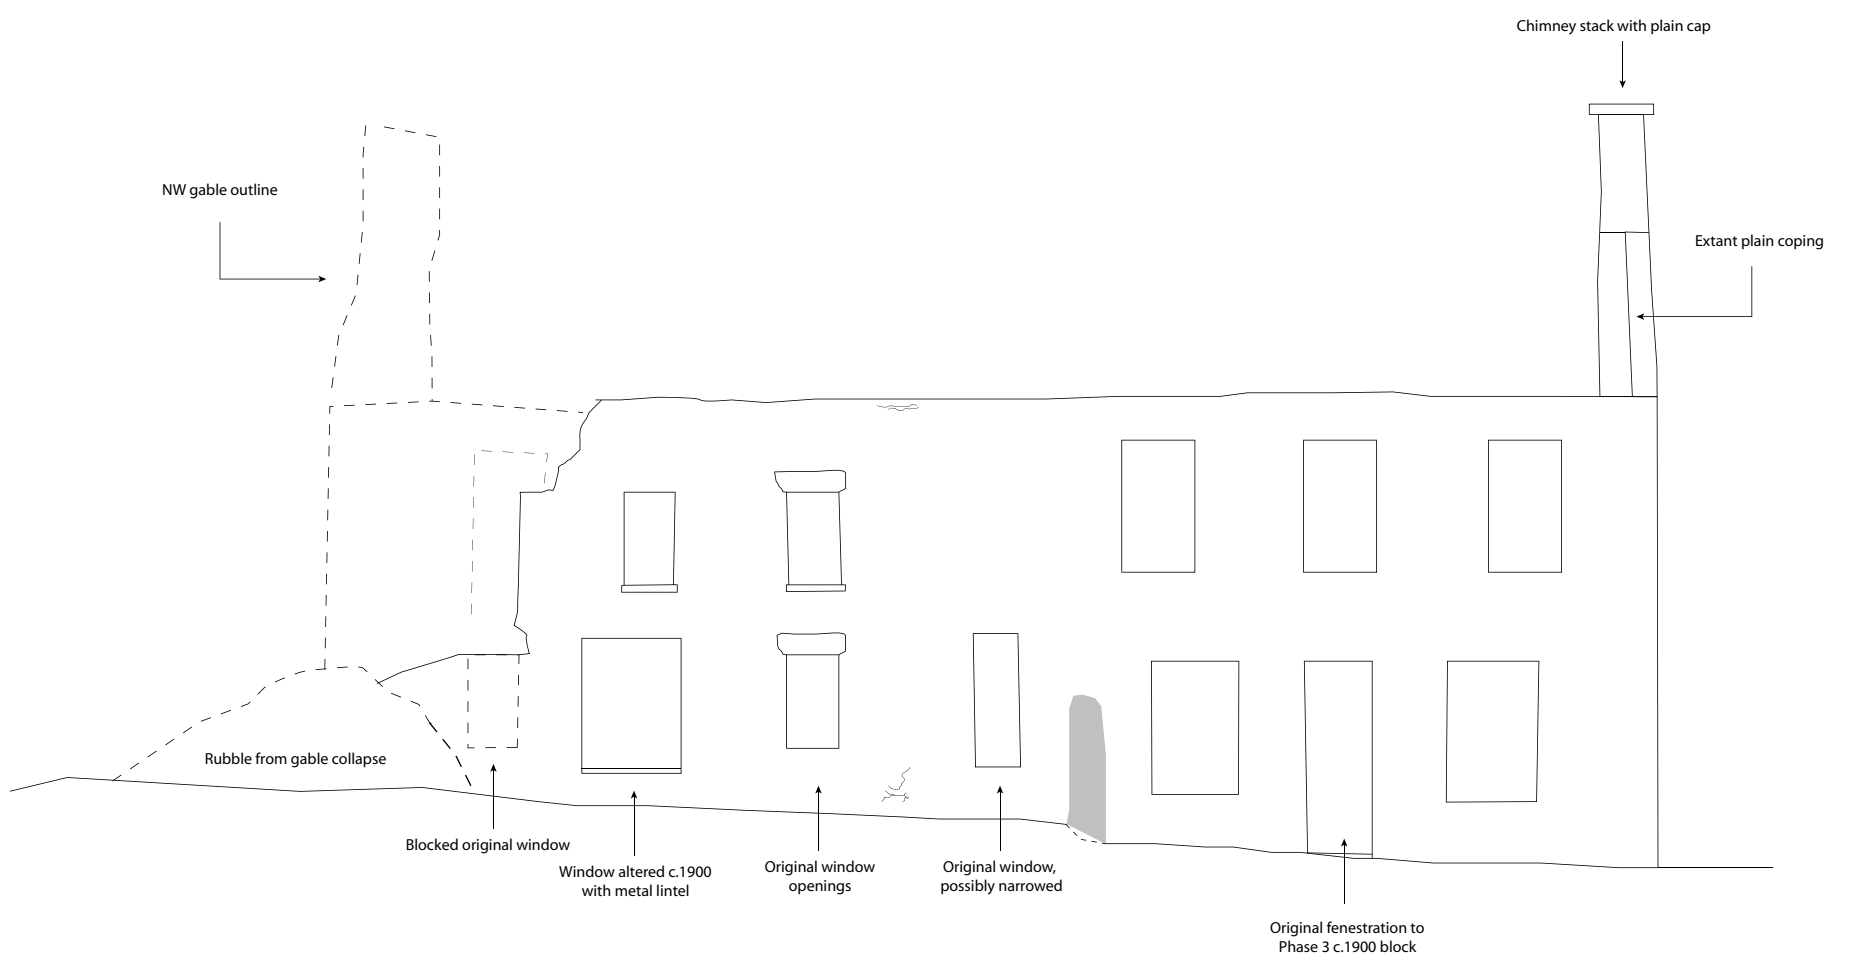 Chimney stack with plain cap
NW gable outline
Extant plain coping
Rubble from gable collapse
Blocked original window
Window altered c.1900
with metal lintel
Original window
openings
Original window,
possibly narrowed
Original fenestration to
Phase 3 c.1900 block